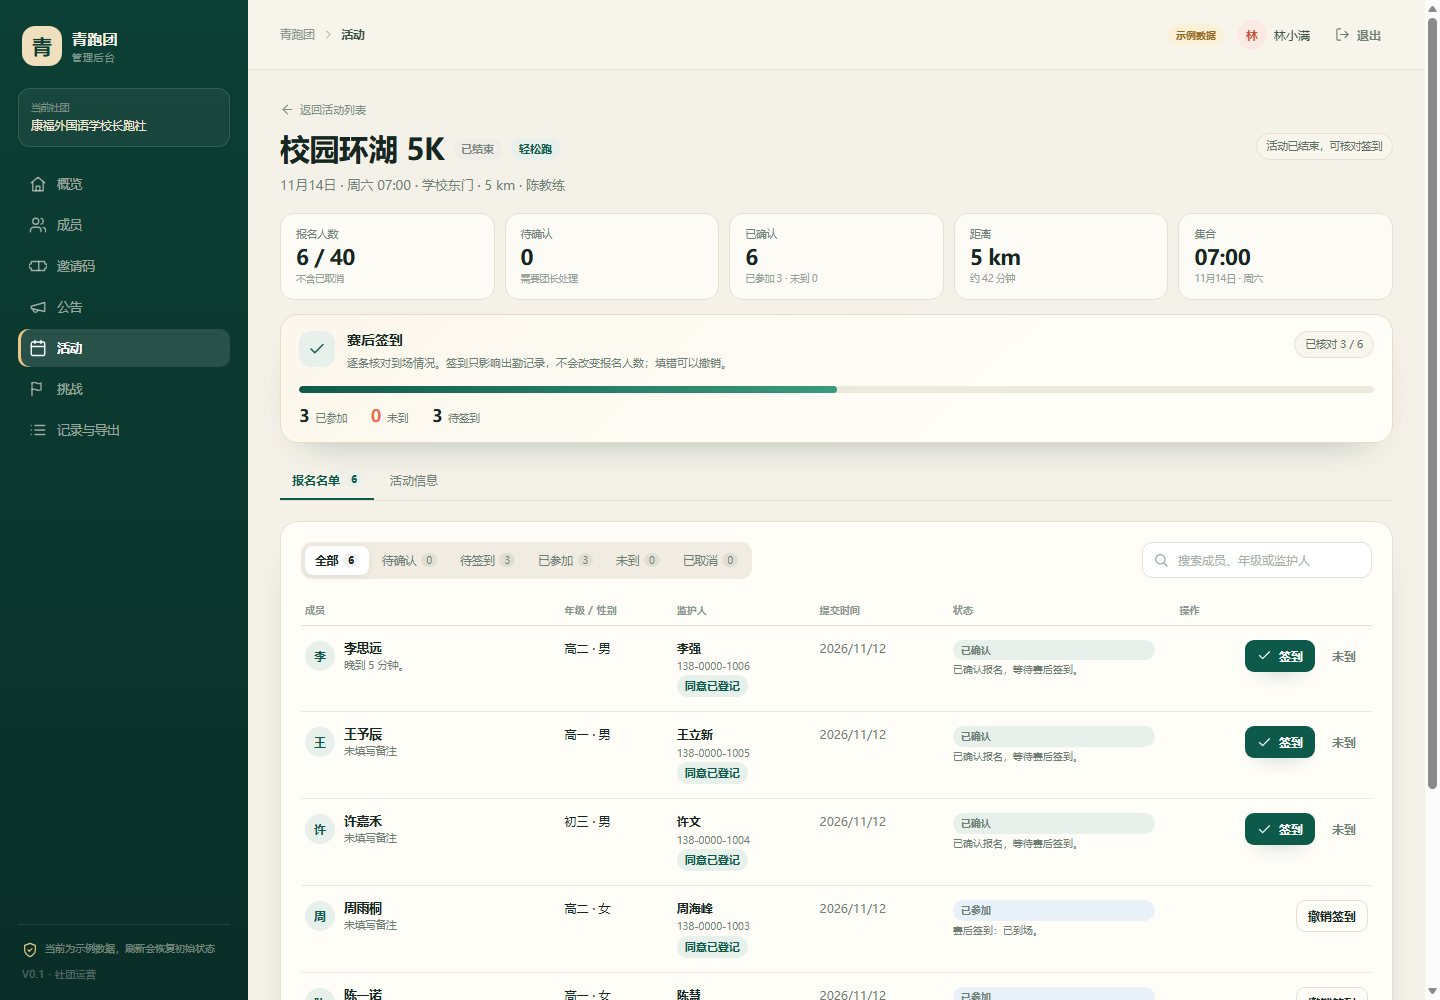 青
青跑团
管理后台
当前社团
康福外国语学校长跑社
概览
成员
邀请码
公告
活动
挑战
记录与导出
当前为示例数据，刷新会恢复初始状态
V0.1 · 社团运营
青跑团 > 活动
示例数据
林
林小满
退出
返回活动列表
校园环湖 5K
已结束
轻松跑
活动已结束，可核对签到
11月14日 · 周六 07:00 · 学校东门 · 5 km · 陈教练
报名人数
6 / 40
不含已取消
待确认
0
需要团长处理
已确认
6
已参加 3 · 未到 0
距离
5 km
约 42 分钟
集合
07:00
11月14日 · 周六
赛后签到
逐条核对到场情况。签到只影响出勤记录，不会改变报名人数；填错可以撤销。
已核对 3 / 6
3 已参加
0 未到
3 待签到
报名名单 6
活动信息
全部 6
待确认 0
待签到 3
已参加 3
未到 0
已取消 0
搜索成员、年级或监护人
成员
年级 / 性别
监护人
提交时间
状态
操作
李
李思远
晚到 5 分钟。
高二 · 男
李强
138-0000-1006
同意已登记
2026/11/12
已确认
已确认报名，等待赛后签到。
签到
未到
王
王予辰
未填写备注
高一 · 男
王立新
138-0000-1005
同意已登记
2026/11/12
已确认
已确认报名，等待赛后签到。
签到
未到
许
许嘉禾
未填写备注
初三 · 男
许文
138-0000-1004
同意已登记
2026/11/12
已确认
已确认报名，等待赛后签到。
签到
未到
周
周雨桐
未填写备注
高二 · 女
周海峰
138-0000-1003
同意已登记
2026/11/12
已参加
赛后签到：已到场。
撤销签到
陈一诺
高一 · 女
陈慧
2026/11/12
已参加
撤销签到